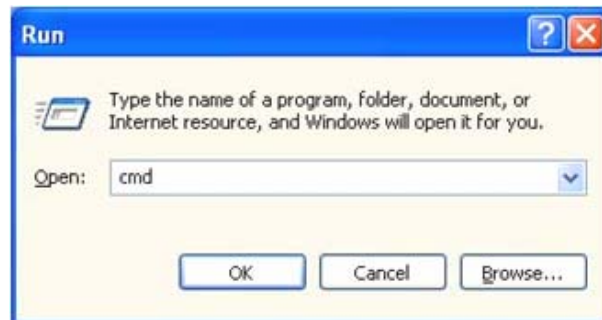 Run
Type the name of a program, folder, document, or
Internet resource, and Windows will open it for you.
Open: cmd
OK Cancel Browse...